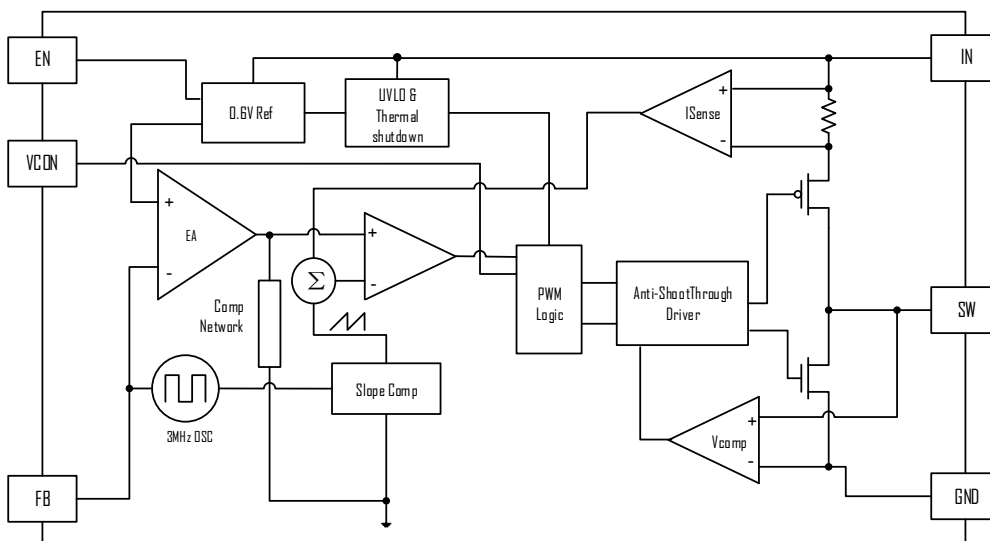 EN
IN
UVLO &
Thermal
shutdown
0.6V Ref
+
ISense
-
VCON
+
EA
-
+
-
Σ
PWM
Logic
Anti-ShootThrough
Driver
SW
Comp
Network
Slope Comp
3MHz OSC
+
Vcomp
-
FB
GND